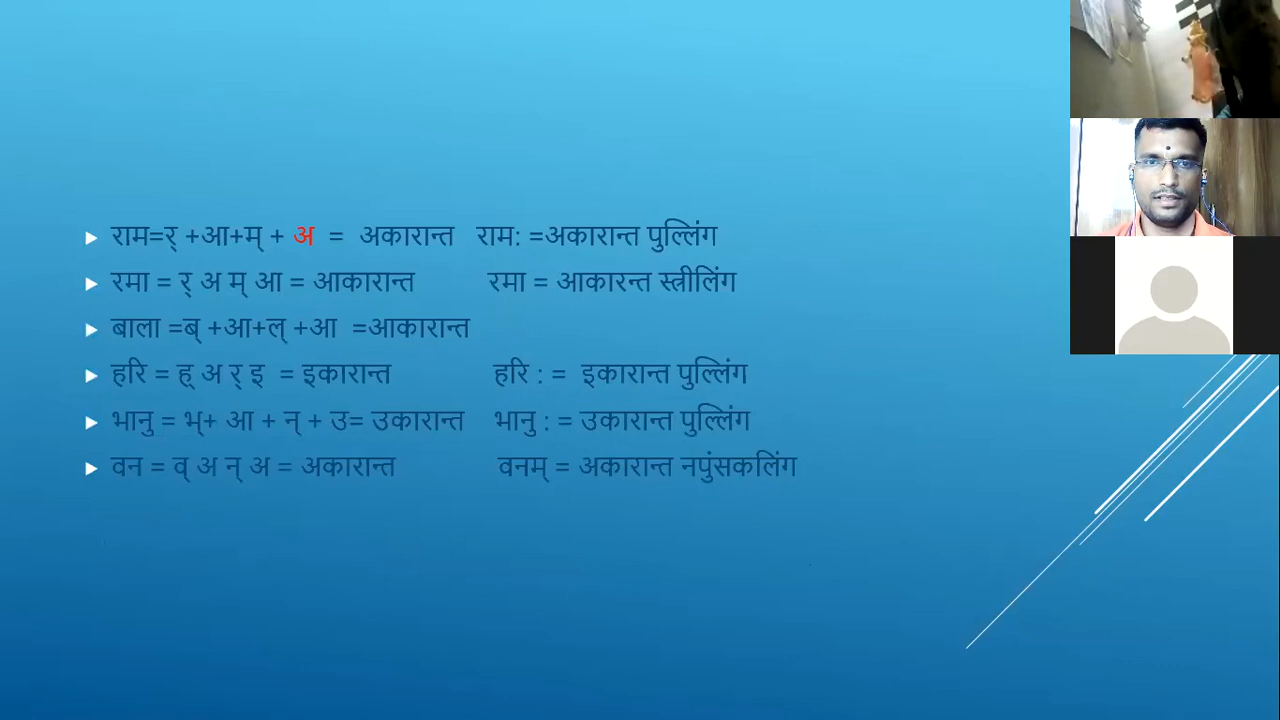 राम=र् +आ+म् + अ = अकारान्त राम: =अकारान्त पुल्लिंग
रमा = र् अ म् आ = आकारान्त रमा = आकारन्त स्त्रीलिंग
बाला =ब् +आ+ल् +आ =आकारान्त
हरि = ह् अ र् इ = इकारान्त हरि : = इकारान्त पुल्लिंग
भानु = भ्+ आ + न् + उ= उकारान्त भानु : = उकारान्त पुल्लिंग
वन = व् अ न् अ = अकारान्त वनम् = अकारान्त नपुंसकलिंग